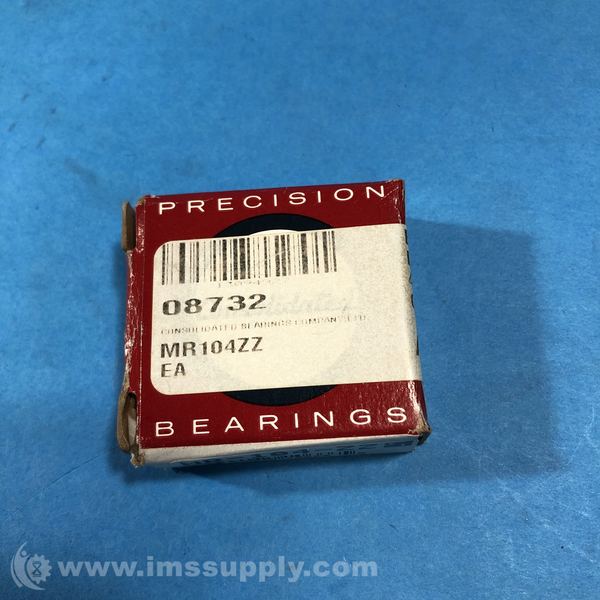 PRECISION
08732
CONSOLIDATED BEARINGS COMPANY
MR104ZZ
EA
BEARINGS
www.imssupply.com